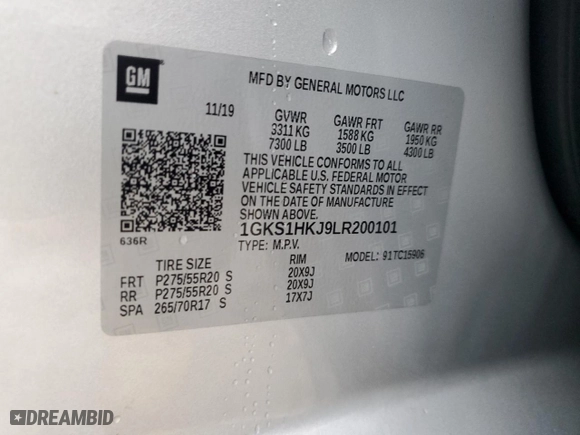 GM
MFD BY GENERAL MOTORS LLC
11/19
GVWR GAWR FRT GAWR RR
3311 KG 1588 KG 1950 KG
7300 LB 3500 LB 4300 LB
THIS VEHICLE CONFORMS TO ALL
APPLICABLE U.S. FEDERAL MOTOR
VEHICLE SAFETY STANDARDS IN EFFECT
ON THE DATE OF MANUFACTURE
SHOWN ABOVE.
636R
1GKS1HKJ9LR200101
TYPE: M.P.V. MODEL: 91TC15906
TIRE SIZE RIM
FRT P275/55R20 S 20X9J
RR P275/55R20 S 20X9J
SPA 265/70R17 S 17X7J
DREAMBID